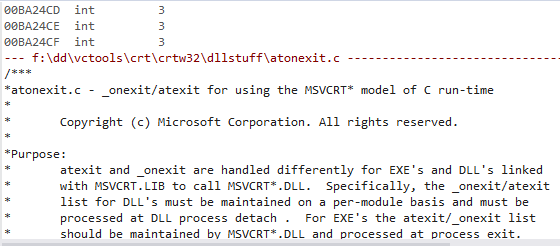 00BA24CD  int         3
00BA24CE  int         3
00BA24CF  int         3
--- f:\dd\vctools\crt\crtw32\dllstuff\atonexit.c -------------------------------
/***
*atonexit.c - _onexit/atexit for using the MSVCRT* model of C run-time
*
*       Copyright (c) Microsoft Corporation. All rights reserved.
*
*Purpose:
*       atexit and _onexit are handled differently for EXE's and DLL's linked
*       with MSVCRT.LIB to call MSVCRT*.DLL.  Specifically, the _onexit/atexit
*       list for DLL's must be maintained on a per-module basis and must be
*       processed at DLL process detach .  For EXE's the atexit/_onexit list
*       should be maintained by MSVCR*.DLL and processed at process exit.